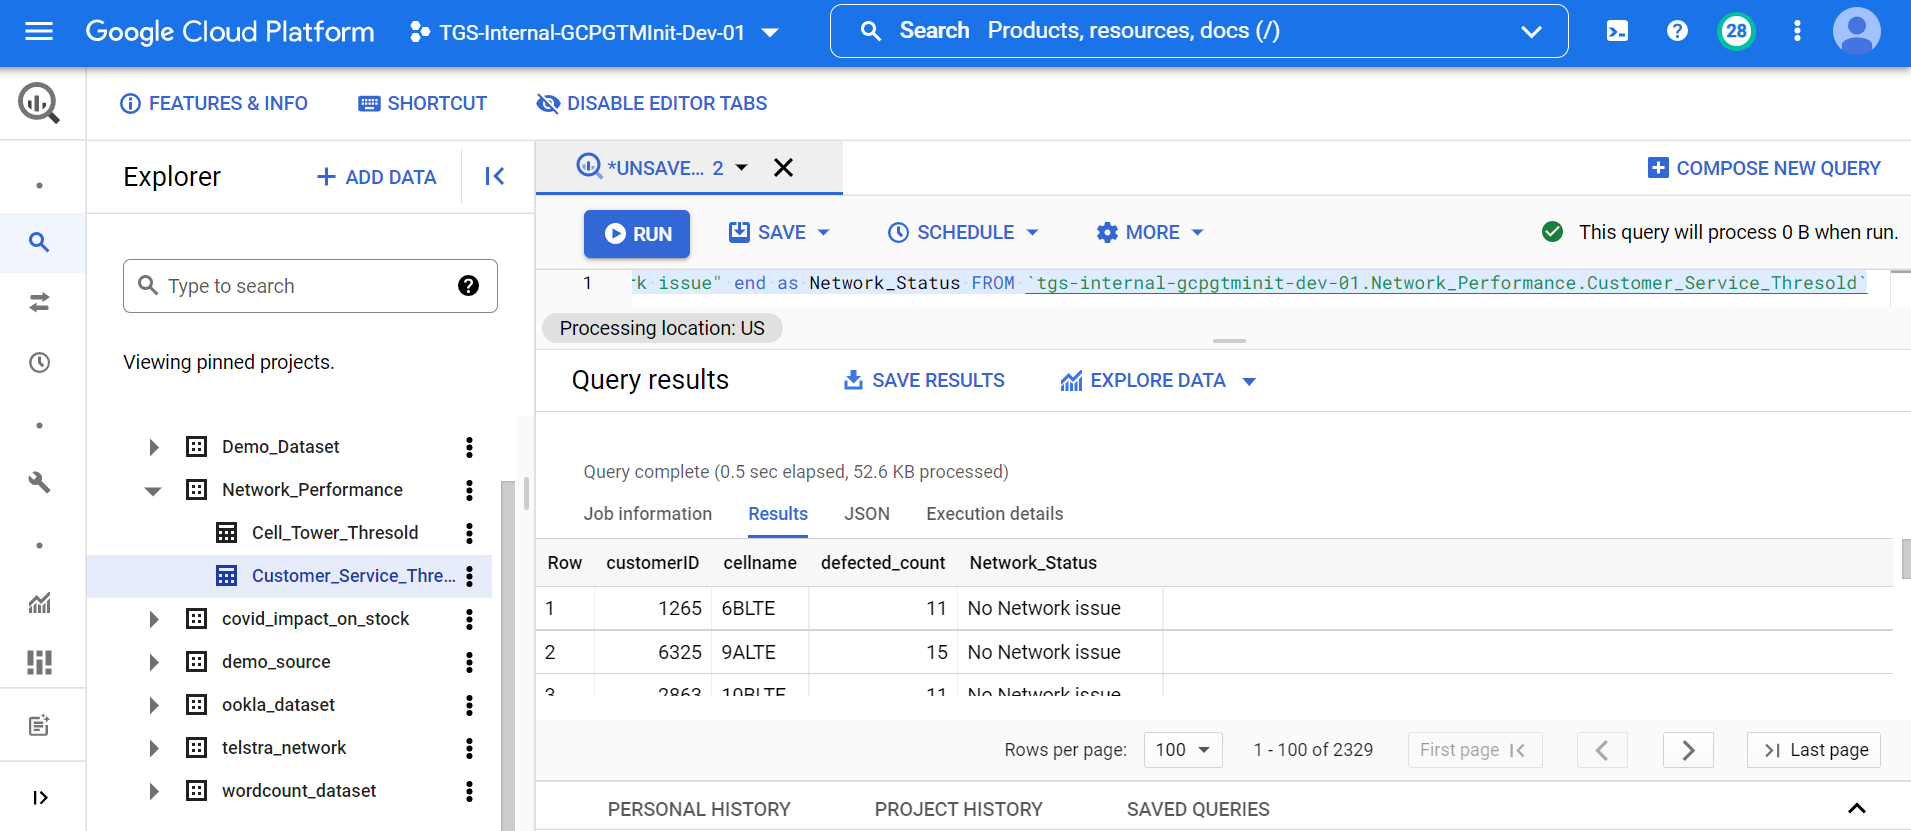 Google Cloud Platform TGS-Internal-GCPGTMInit-Dev-01 Search Products, resources, docs (/) 28
FEATURES & INFO SHORTCUT DISABLE EDITOR TABS
Explorer + ADD DATA *UNSAVE... 2 COMPOSE NEW QUERY
RUN SAVE SCHEDULE MORE This query will process 0 B when run.
Type to search
1 rk issue" end as Network_Status FROM `tgs-internal-gcpgtminit-dev-01.Network_Performance.Customer_Service_Thresold`
Processing location: US
Viewing pinned projects.
Query results SAVE RESULTS EXPLORE DATA
Demo_Dataset
Network_Performance
Cell_Tower_Thresold
Customer_Service_Thre...
covid_impact_on_stock
demo_source
ookla_dataset
telstra_network
wordcount_dataset
Query complete (0.5 sec elapsed, 52.6 KB processed)
Job information Results JSON Execution details
Row customerID cellname defected_count Network_Status
1 1265 6BLTE 11 No Network issue
2 6325 9ALTE 15 No Network issue
3 2863 10BLTE 11 No Network issue
Rows per page: 100 1 - 100 of 2329 First page Last page
PERSONAL HISTORY PROJECT HISTORY SAVED QUERIES